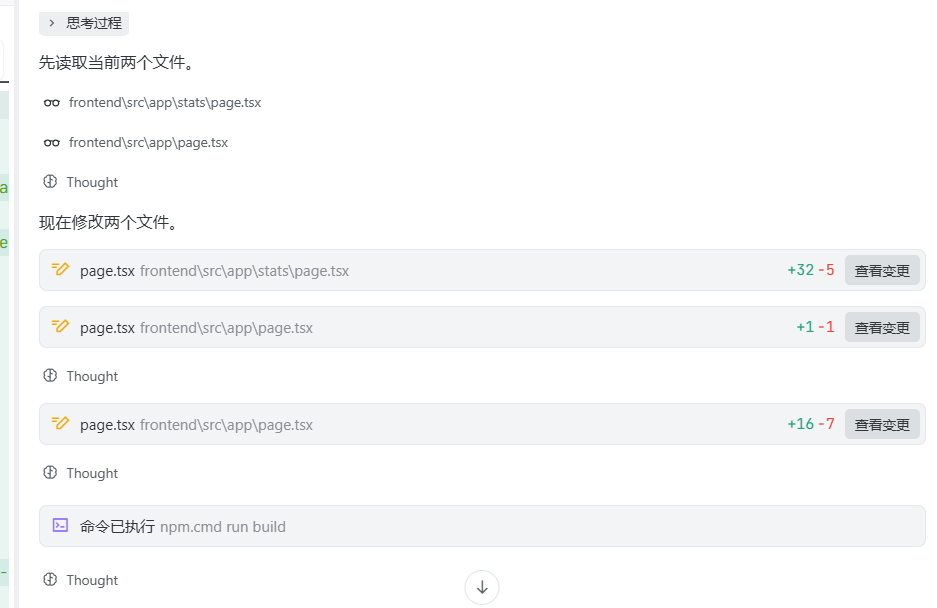 思考过程
先读取当前两个文件。
frontend\src\app\stats\page.tsx
frontend\src\app\page.tsx
Thought
现在修改两个文件。
page.tsx frontend\src\app\stats\page.tsx +32 -5 查看变更
page.tsx frontend\src\app\page.tsx +1 -1 查看变更
Thought
page.tsx frontend\src\app\page.tsx +16 -7 查看变更
Thought
命令已执行 npm.cmd run build
Thought
a
e
-